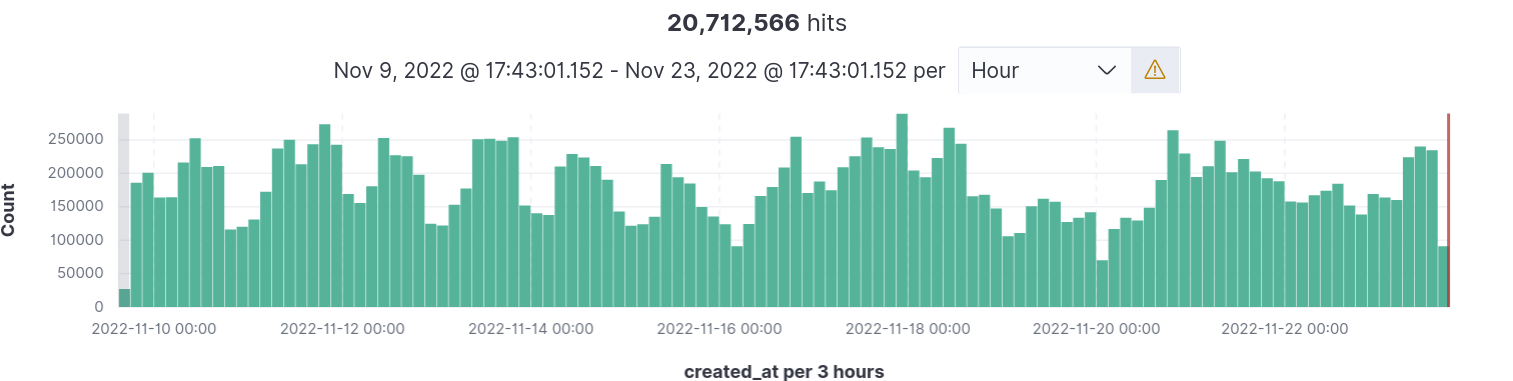 20,712,566 hits
Nov 9, 2022 @ 17:43:01.152 - Nov 23, 2022 @ 17:43:01.152 per Hour
Count
250000
200000
150000
100000
50000
0
2022-11-10 00:00 2022-11-12 00:00 2022-11-14 00:00 2022-11-16 00:00 2022-11-18 00:00 2022-11-20 00:00 2022-11-22 00:00
created_at per 3 hours